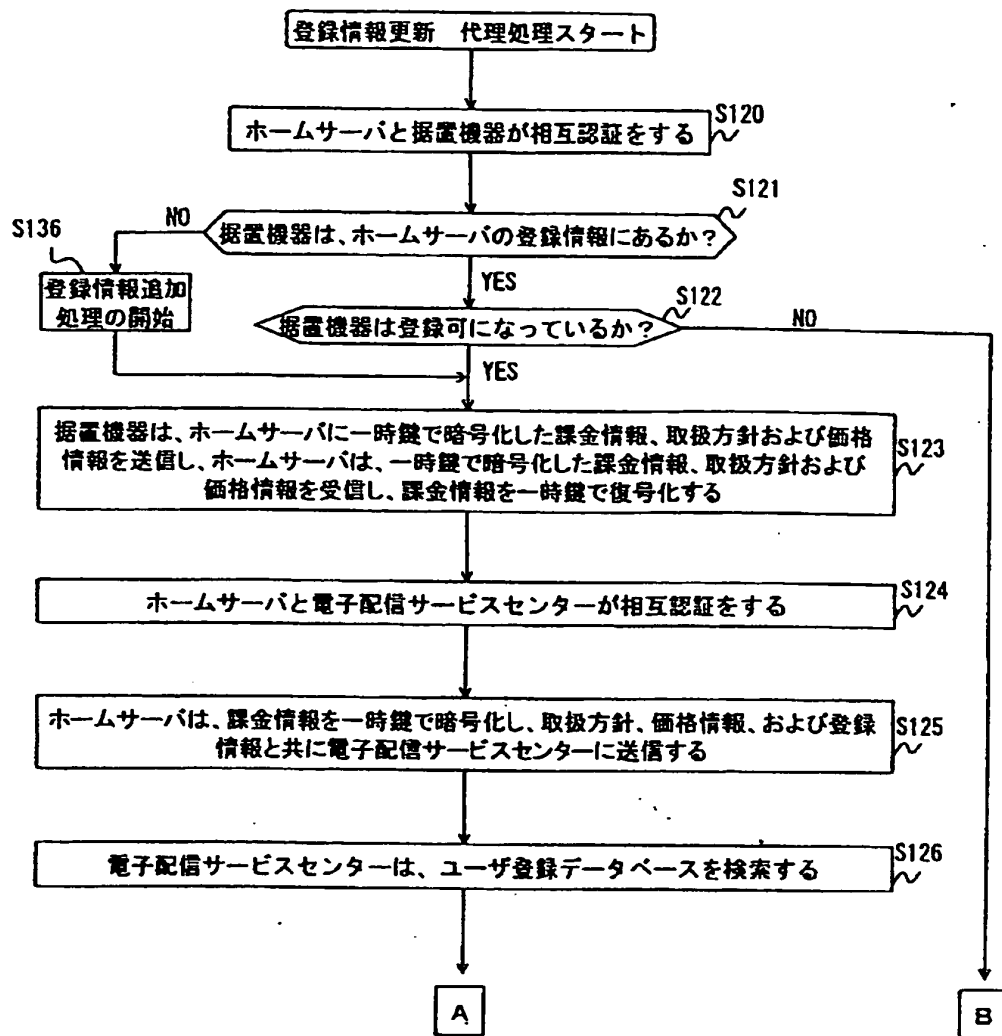 登録情報更新 代理処理スタート
S120
ホームサーバと据置機器が相互認証をする
S121
NO
据置機器は、ホームサーバの登録情報にあるか?
S136
登録情報追加
処理の開始
YES
S122
据置機器は登録可になっているか?
NO
YES
据置機器は、ホームサーバに一時鍵で暗号化した課金情報、取扱方針および価格
情報を送信し、ホームサーバは、一時鍵で暗号化した課金情報、取扱方針および
価格情報を受信し、課金情報を一時鍵で復号化する
S123
S124
ホームサーバと電子配信サービスセンターが相互認証をする
ホームサーバは、課金情報を一時鍵で暗号化し、取扱方針、価格情報、および登録
情報と共に電子配信サービスセンターに送信する
S125
S126
電子配信サービスセンターは、ユーザ登録データベースを検索する
A
B